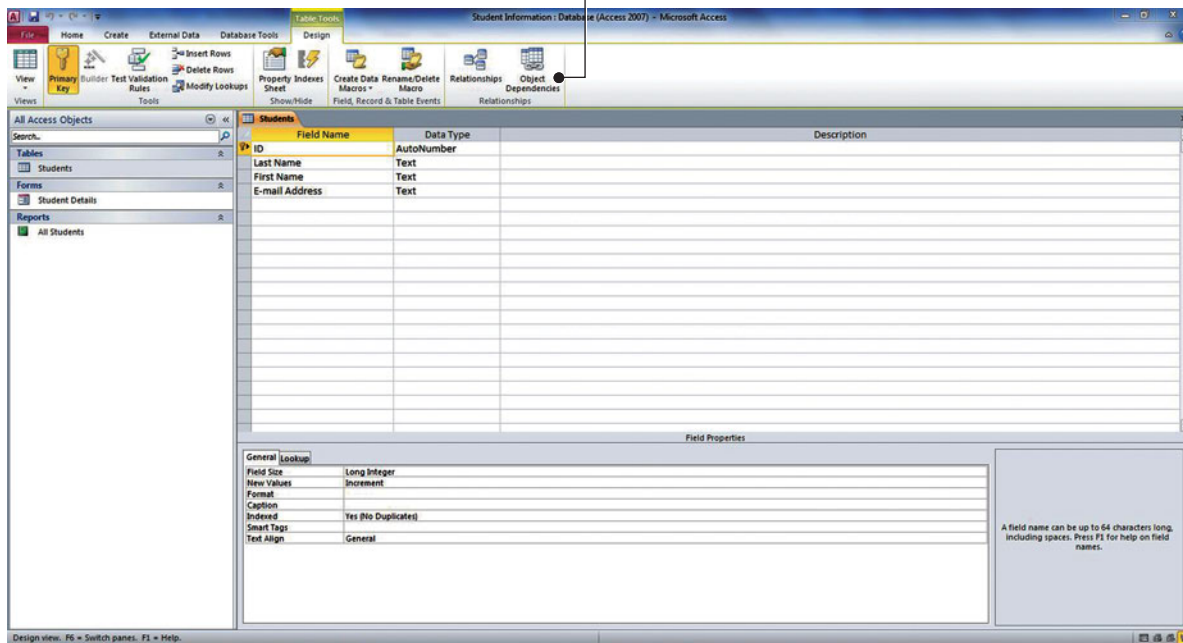 Table Tools
Student Information : Database (Access 2007) - Microsoft Access
File Home Create External Data Database Tools Design
View
Primary Key
Builder
Test Validation Rules
Insert Rows
Delete Rows
Modify Lookups
Property Sheet
Indexes
Create Data Macros
Rename/Delete Macro
Relationships
Object Dependencies
Views Tools Show/Hide Field, Record & Table Events Relationships
All Access Objects
Search...
Tables
Students
Forms
Student Details
Reports
All Students
Students
Field Name Data Type Description
ID AutoNumber
Last Name Text
First Name Text
E-mail Address Text
Field Properties
General Lookup
Field Size Long Integer
New Values Increment
Format
Caption
Indexed Yes (No Duplicates)
Smart Tags
Text Align General
A field name can be up to 64 characters long,
including spaces. Press F1 for help on field
names.
Design view. F6 = Switch panes. F1 = Help.